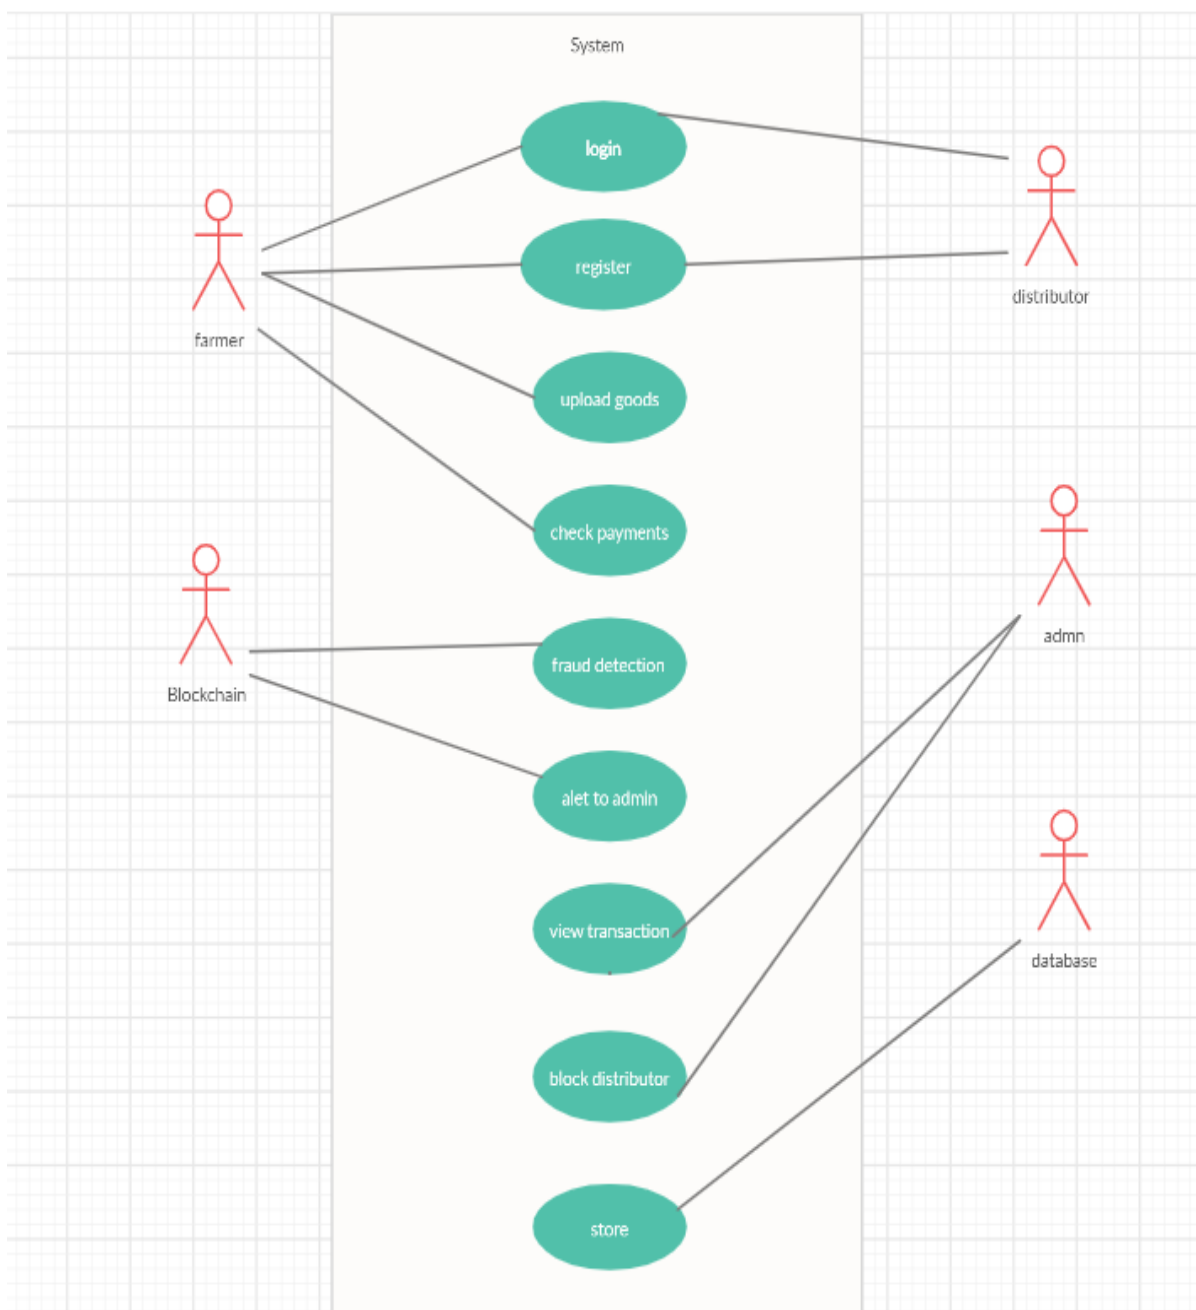 System
login
register
distributor
farmer
upload goods
check payments
admn
fraud detection
Blockchain
alet to admin
view transaction
database
block distributor
store